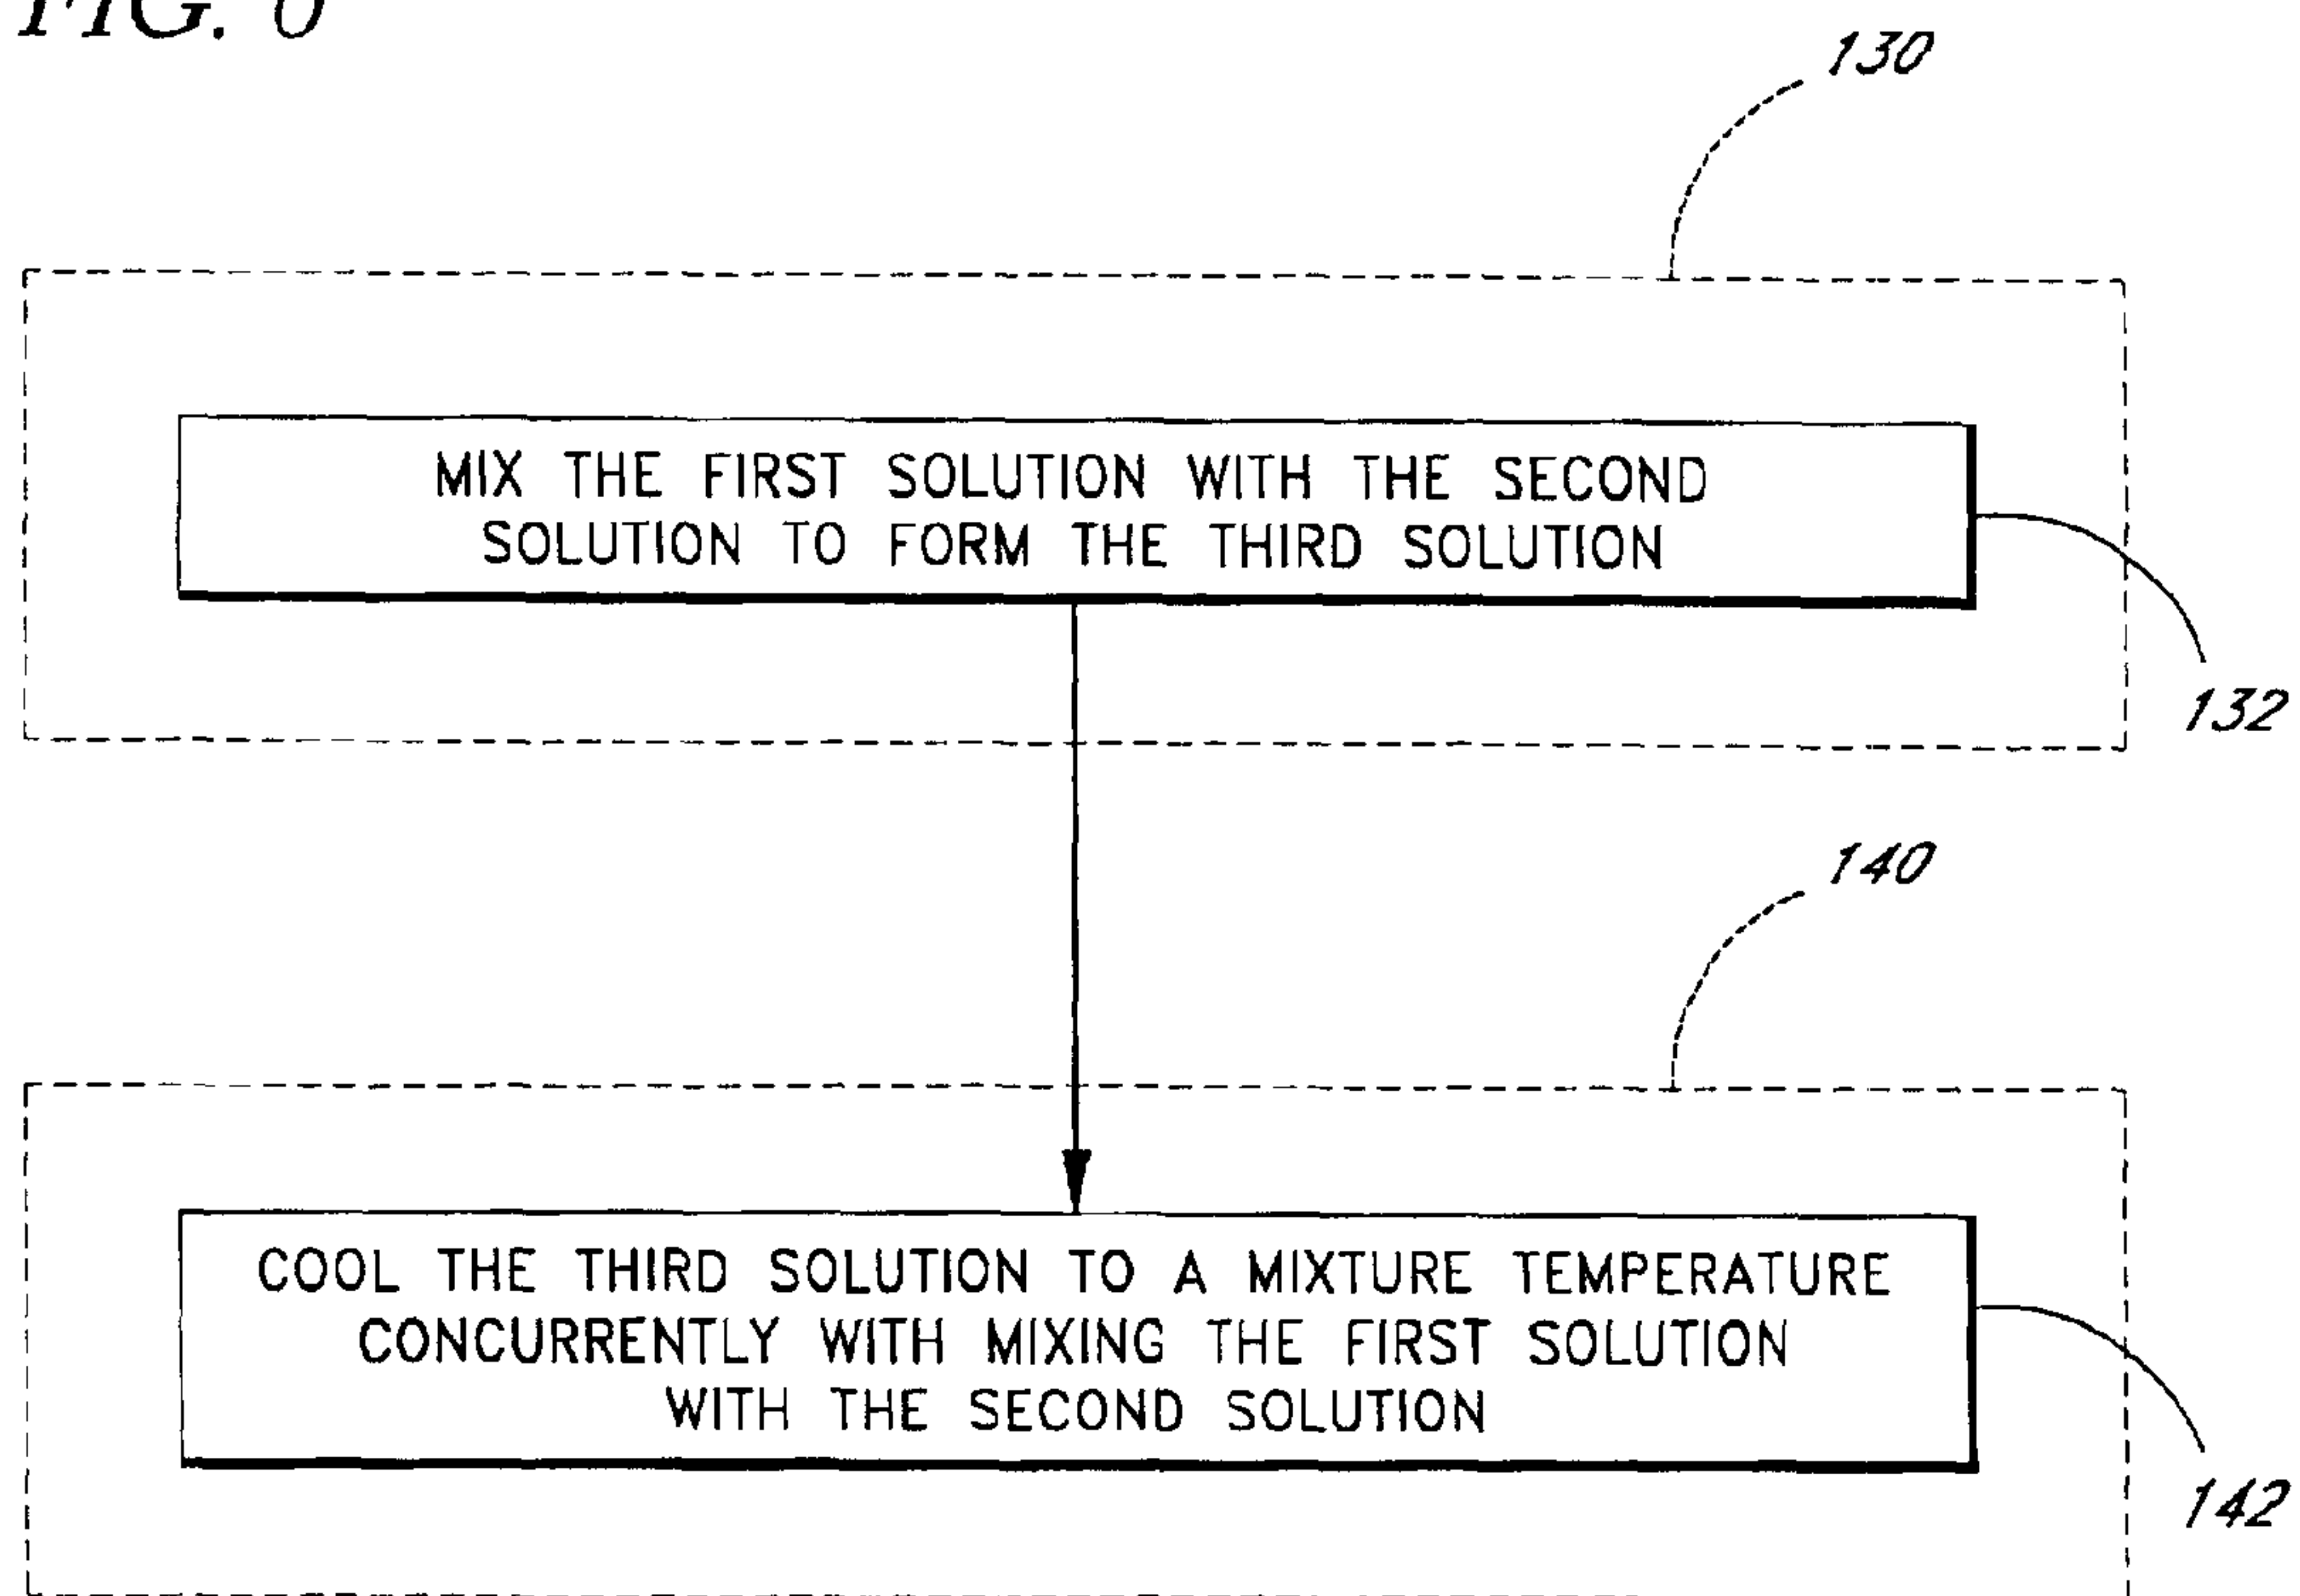 FIG.
130
MIX THE FIRST SOLUTION WITH THE SECOND
SOLUTION TO FORM THE THIRD SOLUTION
132
140
COOL THE THIRD SOLUTION TO A MIXTURE TEMPERATURE
CONCURRENTLY WITH MIXING THE FIRST SOLUTION
WITH THE SECOND SOLUTION
142